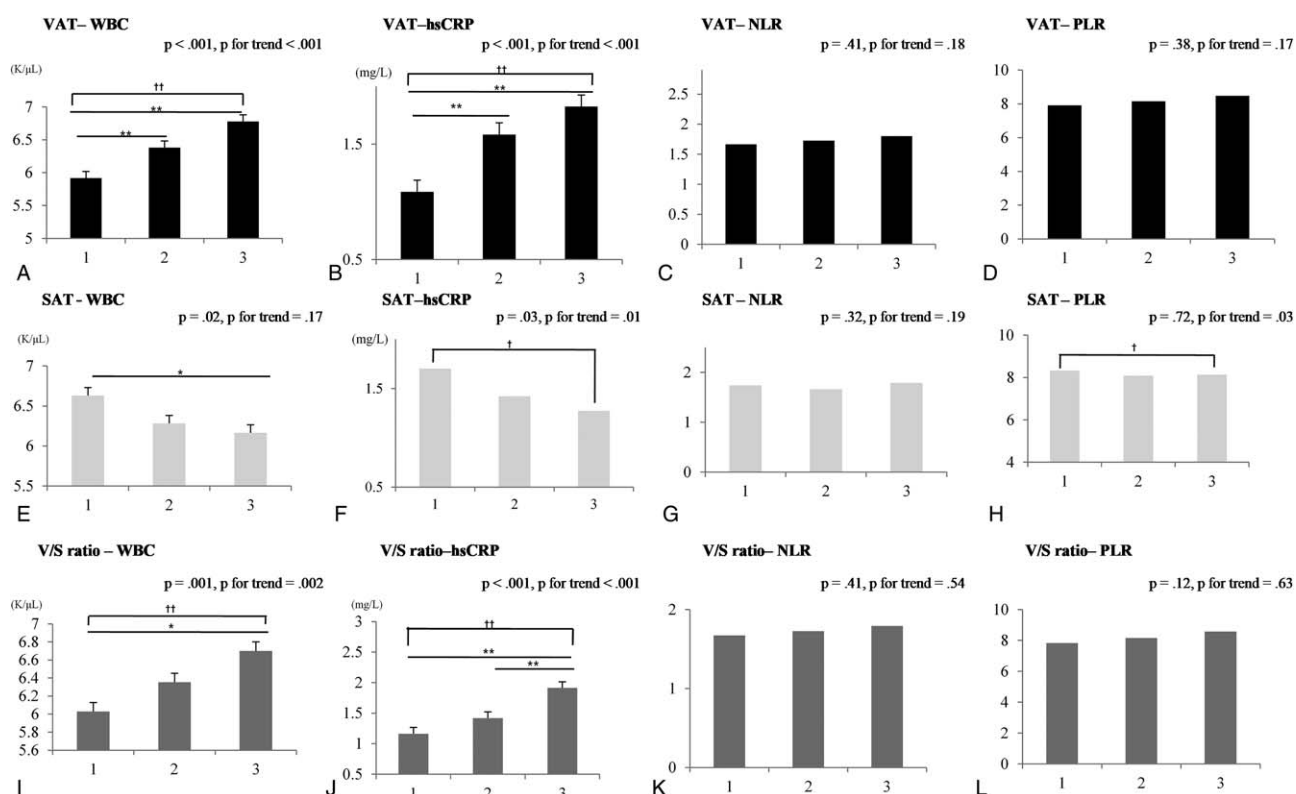 VAT– WBC
p < .001, p for trend < .001
(K/µL)
††
**
**
7
6.5
6
5.5
5
1 2 3
A
VAT–hsCRP
p < .001, p for trend < .001
(mg/L)
††
**
**
1.5
0.5
1 2 3
B
VAT– NLR
p = .41, p for trend = .18
2.5
2
1.5
1
0.5
0
1 2 3
C
VAT– PLR
p = .38, p for trend = .17
10
8
6
4
2
0
1 2 3
D
SAT - WBC
p = .02, p for trend = .17
(K/µL)
*
7
6.5
6
5.5
1 2 3
E
SAT–hsCRP
p = .03, p for trend = .01
(mg/L)
†
1.5
0.5
1 2 3
F
SAT – NLR
p = .32, p for trend = .19
2
1
0
1 2 3
G
SAT – PLR
p = .72, p for trend = .03
†
10
8
6
4
1 2 3
H
V/S ratio – WBC
p = .001, p for trend = .002
(K/µL)
††
*
7
6.8
6.6
6.4
6.2
6
5.8
5.6
1 2 3
I
V/S ratio–hsCRP
p < .001, p for trend < .001
(mg/L)
††
**
**
3
2.5
2
1.5
1
0.5
1 2 3
J
V/S ratio– NLR
p = .41, p for trend = .54
2
1
0
1 2 3
K
V/S ratio– PLR
p = .12, p for trend = .63
10
8
6
4
2
0
1 2 3
L